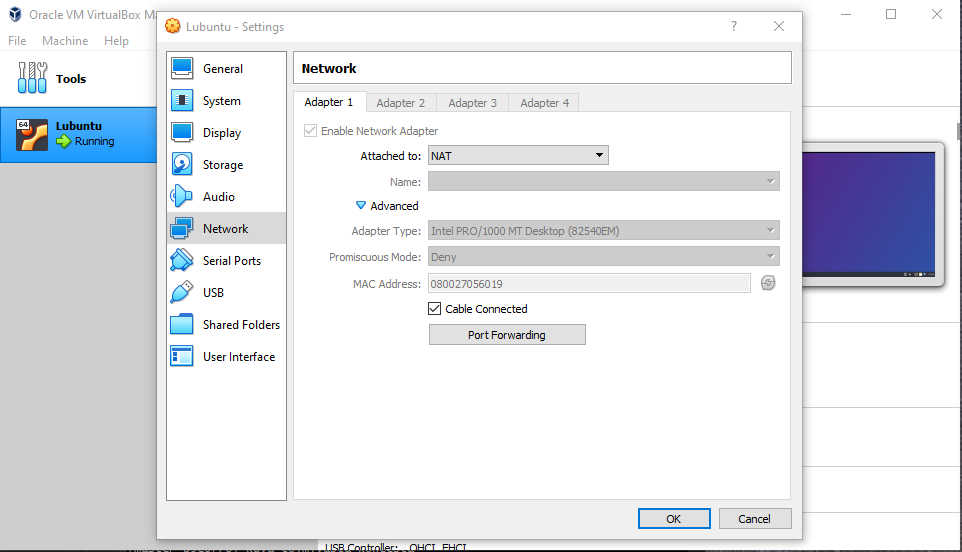 Oracle VM VirtualBox Ma
File Machine Help
Tools
64
Lubuntu
Running
Lubuntu - Settings
?
General
System
Display
Storage
Audio
Network
Serial Ports
USB
Shared Folders
User Interface
Network
Adapter 1 Adapter 2 Adapter 3 Adapter 4
Enable Network Adapter
Attached to: NAT
Name:
Advanced
Adapter Type: Intel PRO/1000 MT Desktop (82540EM)
Promiscuous Mode: Deny
MAC Address: 080027056019
Cable Connected
Port Forwarding
OK Cancel
USB Controller: OHCI, EHCI